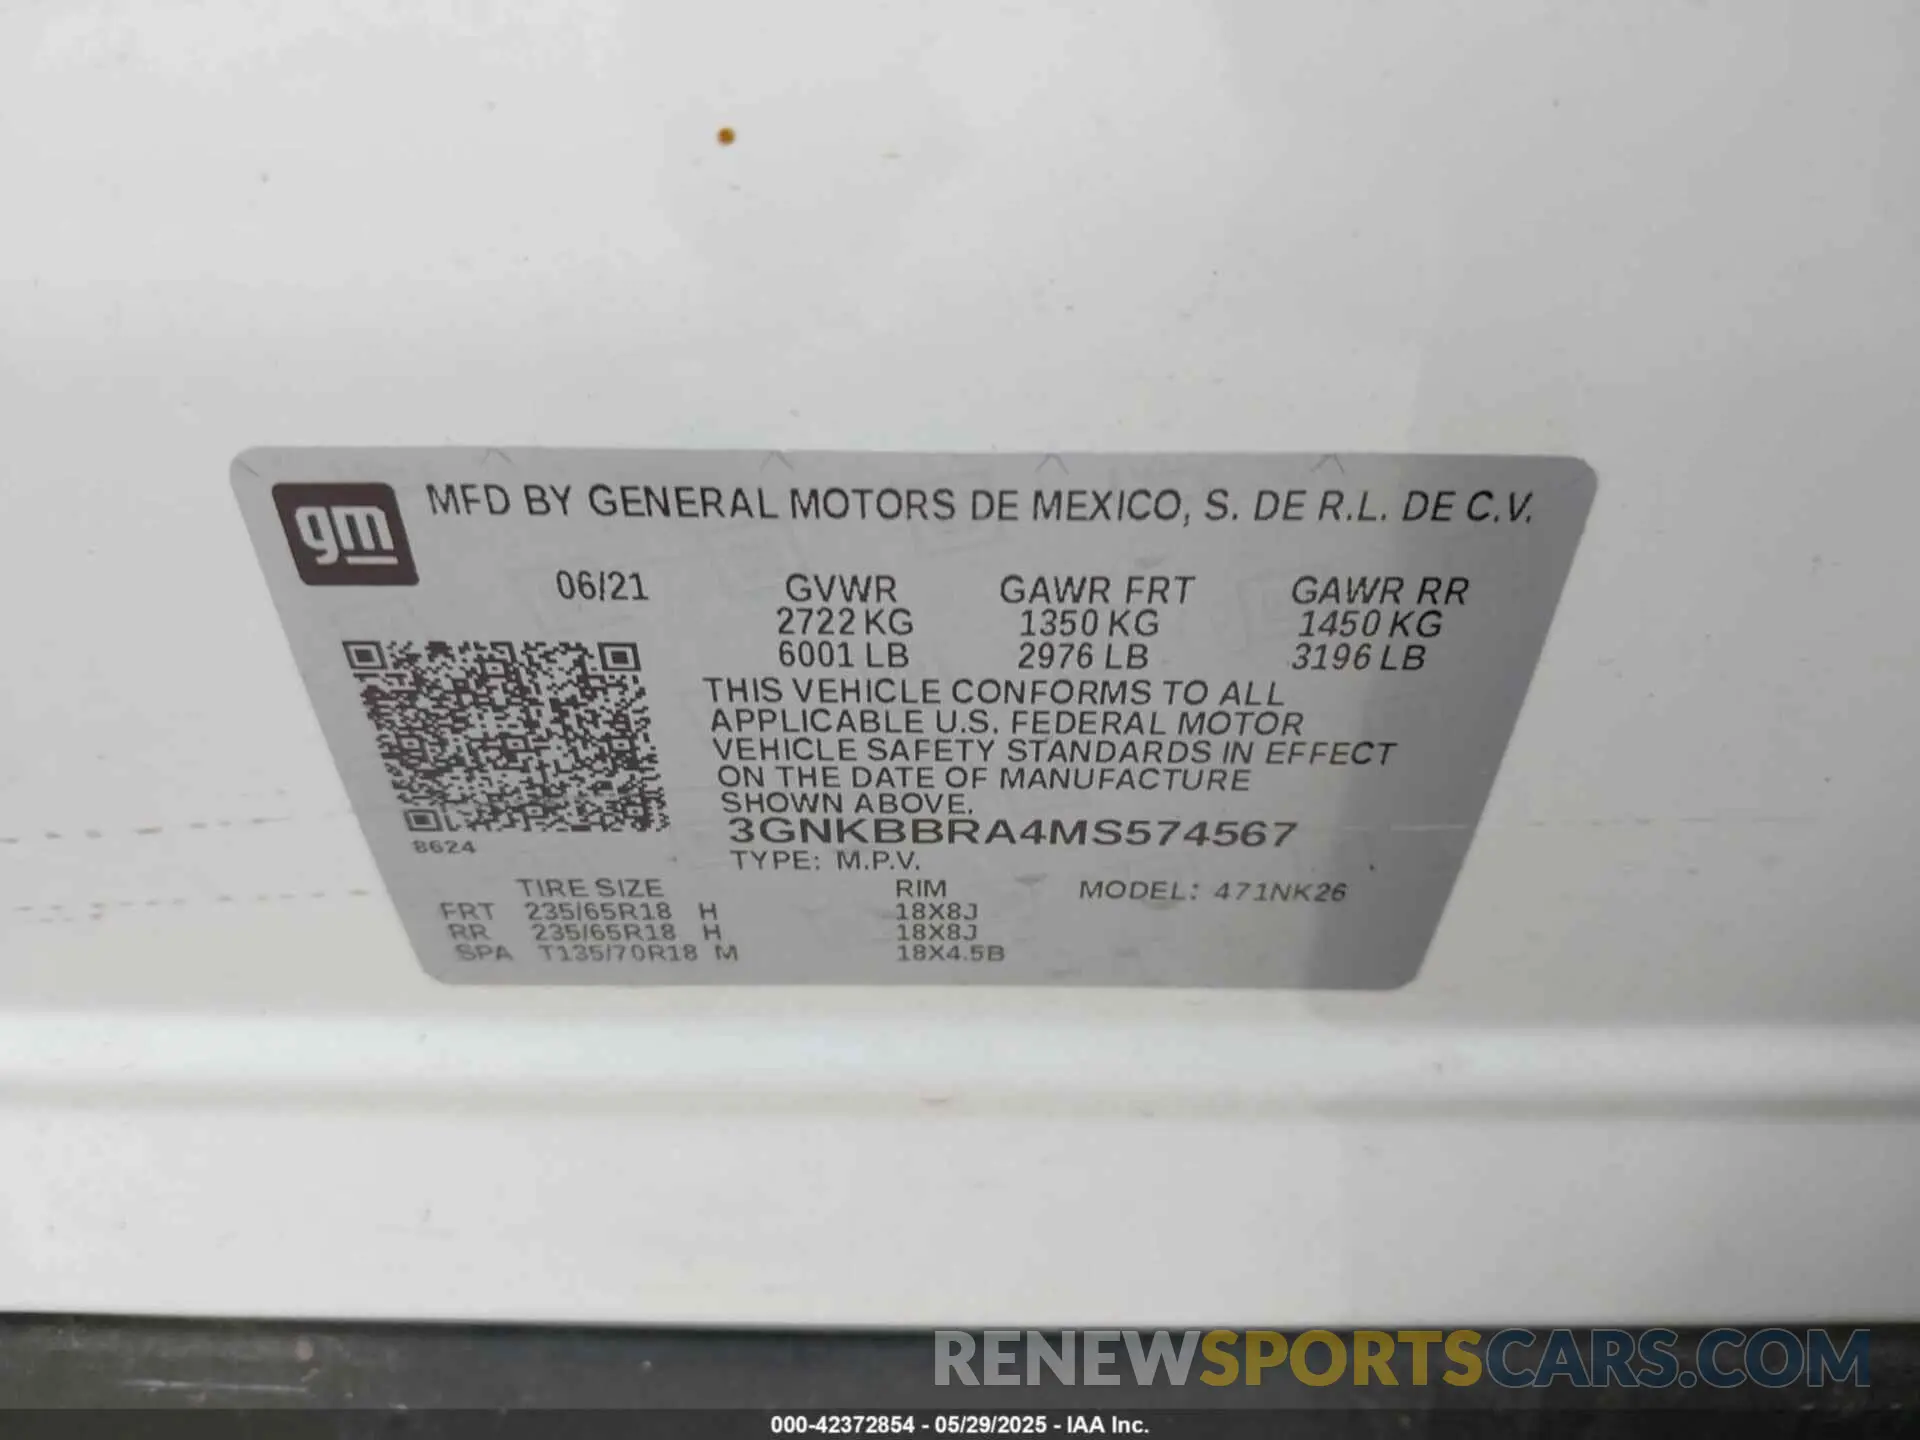 gm
MFD BY GENERAL MOTORS DE MEXICO, S. DE R.L. DE C.V.
06/21 GVWR GAWR FRT GAWR RR
2722 KG 1350 KG 1450 KG
6001 LB 2976 LB 3196 LB
THIS VEHICLE CONFORMS TO ALL
APPLICABLE U.S. FEDERAL MOTOR
VEHICLE SAFETY STANDARDS IN EFFECT
ON THE DATE OF MANUFACTURE
SHOWN ABOVE.
3GNKBBRA4MS574567
8624
TYPE: M.P.V.
TIRE SIZE RIM MODEL: 471NK26
FRT 235/65R18 H 18X8J
RR 235/65R18 H 18X8J
SPA T135/70R18 M 18X4.5B
RENEWSPORTSCARS.COM
000-42372854 - 05/29/2025 - IAA Inc.